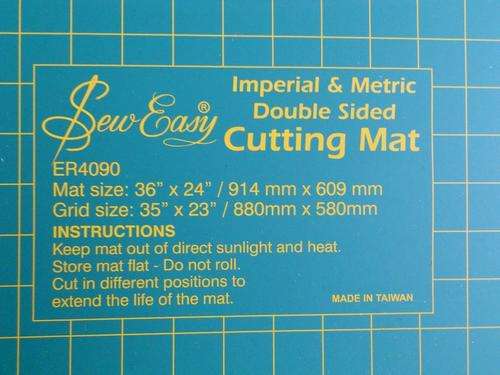 Sew Easy®
Imperial & Metric
Double Sided
Cutting Mat
ER4090
Mat size: 36” x 24” / 914 mm x 609 mm
Grid size: 35” x 23” / 880mm x 580mm
INSTRUCTIONS
Keep mat out of direct sunlight and heat.
Store mat flat - Do not roll.
Cut in different positions to
extend the life of the mat.
MADE IN TAIWAN